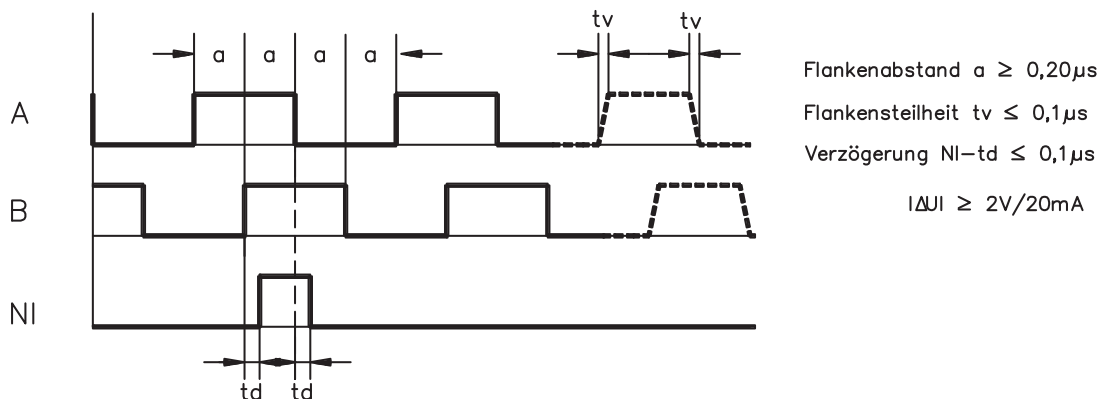 tv tv
a a a a
Flankenabstand a ≥ 0,20µs
A
Flankensteilheit tv ≤ 0,1µs
Verzögerung NI-td ≤ 0,1µs
B
IΔUI ≥ 2V/20mA
NI
td td